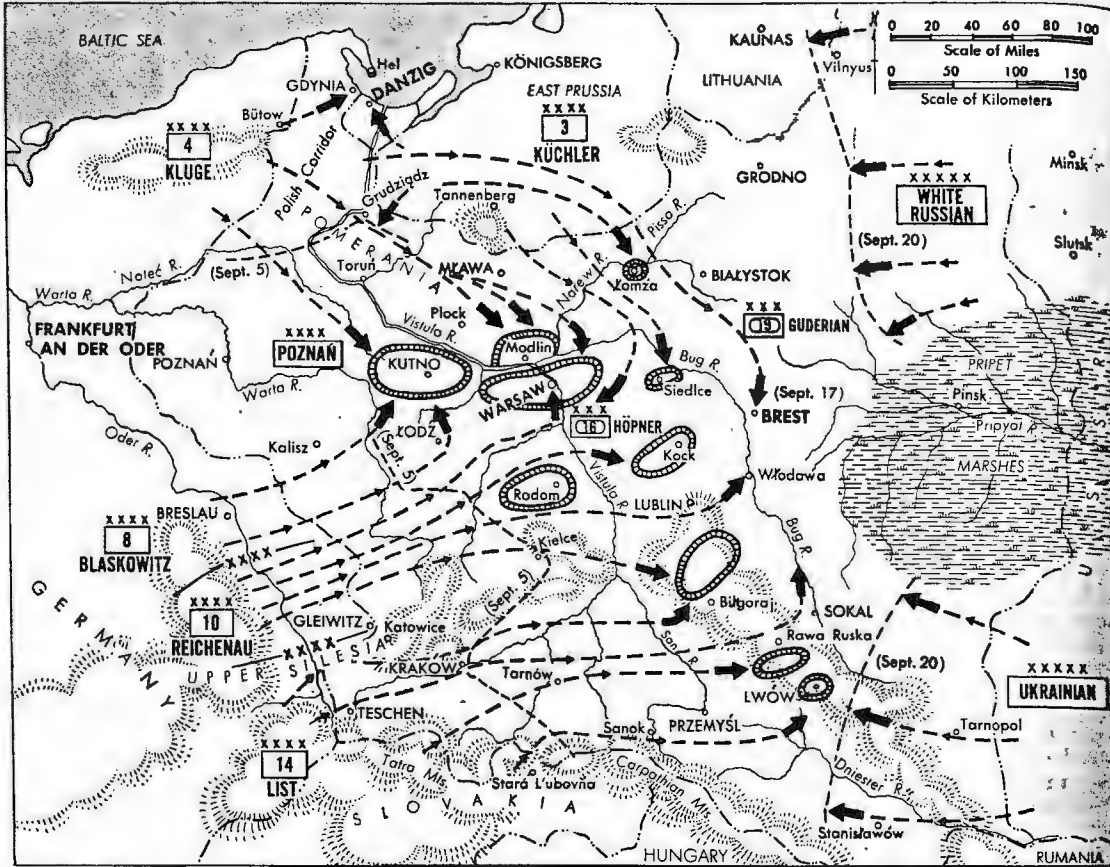 BALTIC SEA
Hel
GDYNIA
DANZIG
KÖNIGSBERG
EAST PRUSSIA
KAUNAS
Vilnyus
LITHUANIA
X
0 20 40 60 80 100
Scale of Miles
0 50 100 150
Scale of Kilometers
Bütow
XXXX
4
KLUGE
Polish Corridor
XXXX
3
KÜCHLER
GRODNO
Minsk
XXXXX
WHITE
RUSSIAN
Slutsk
(Sept. 20)
Grudziądz
Tannenberg
Pissa R.
POMERANIA
Toruń
MŁAWA
Narew R.
Łomza
BIAŁYSTOK
Noteć R.
(Sept. 5)
Warta R.
FRANKFURT
AN DER ODER
POZNAŃ
Warta R.
Płock
Vistula R.
XXXX
POZNAŃ
KUTNO
Modlin
WARSAW
Bug R.
Siedlce
XXX
19
GUDERIAN
(Sept. 17)
BREST
PRIPET
Pinsk
Pripyat R.
MARSHES
Oder R.
Kalisz
ŁODZ
(Sept. 5)
XXX
16
HÖPNER
Kock
Vistula R.
Rodom
LUBLIN
Włodawa
Bug R.
BRESLAU
XXXX
8
BLASKOWITZ
XXXX
Kielce
(Sept. 5)
XXXX
10
REICHENAU
GERMANY
GLEIWITZ
Katowice
XXXX
UPPER SILESIA
KRAKOW
Tarnów
San R.
Biłgoraj
SOKAL
Rawa Ruska
LWÓW
(Sept. 20)
XXXXX
UKRAINIAN
U.S.S.R.
TESCHEN
XXXX
14
LIST
Sanok
PRZEMYŚL
Tarnopol
Tatra Mts.
Stará L'ubovňa
Carpathian Mts.
Dniester R.
SLOVAKIA
Stanisławów
HUNGARY
RUMANIA